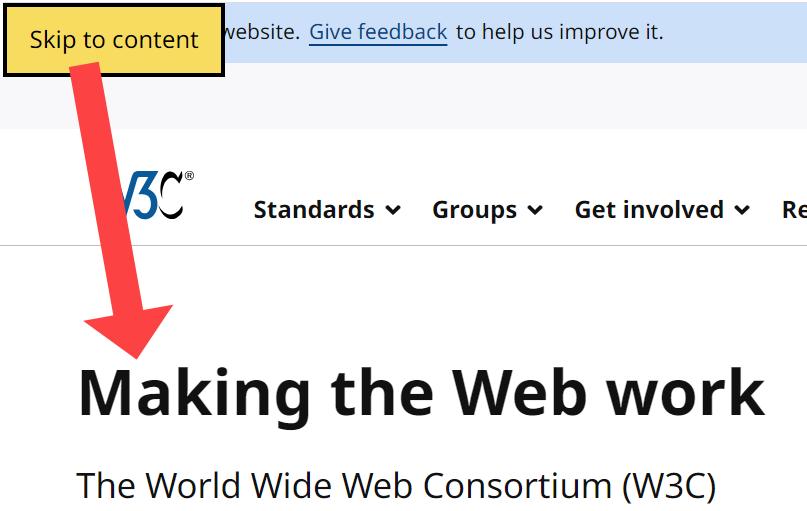 Skip to content
website. Give feedback to help us improve it.
W3C®
Standards Groups Get involved
Making the Web work
The World Wide Web Consortium (W3C)